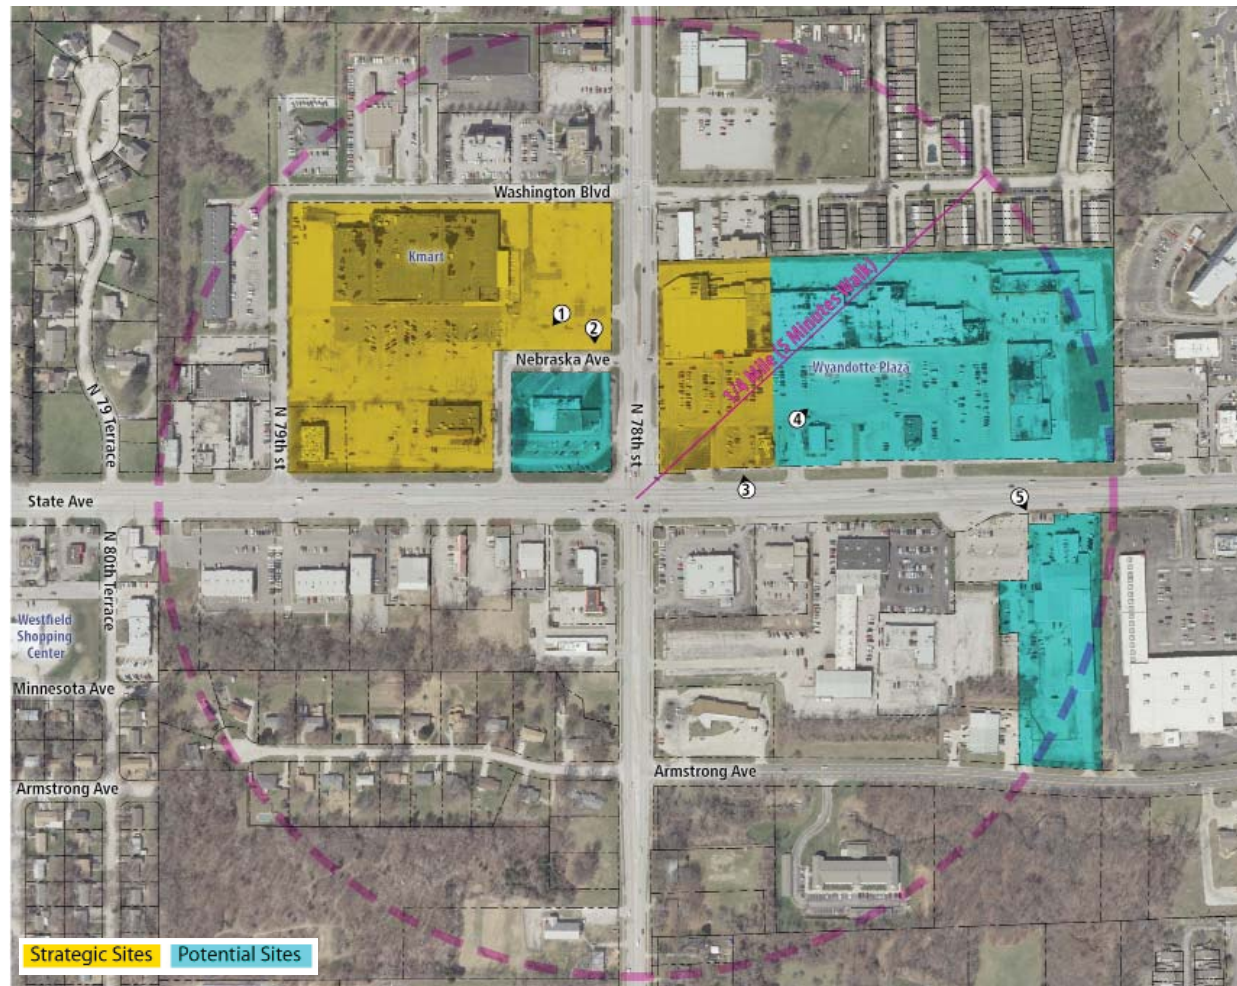 Washington Blvd
Kmart
1
2
Nebraska Ave
3/4 Mile (5 Minutes Walk)
Wyandotte Plaza
N 79 Terrace
N 79th st
N 78th st
4
3
State Ave
5
N 80th Terrace
Westfield
Shopping
Center
Minnesota Ave
Armstrong Ave
Armstrong Ave
Strategic Sites
Potential Sites